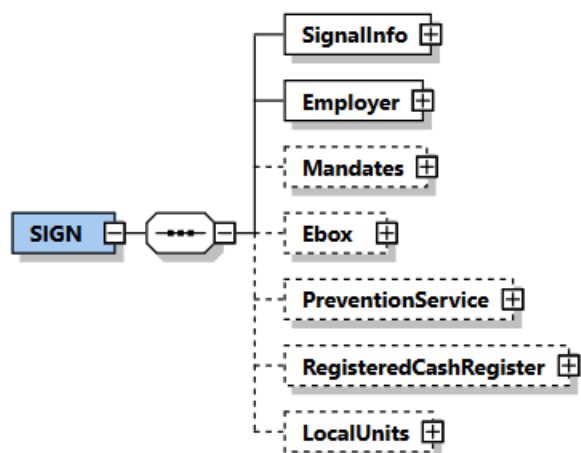 SignalInfo
Employer
Mandates
SIGN
Ebox
PreventionService
RegisteredCashRegister
LocalUnits